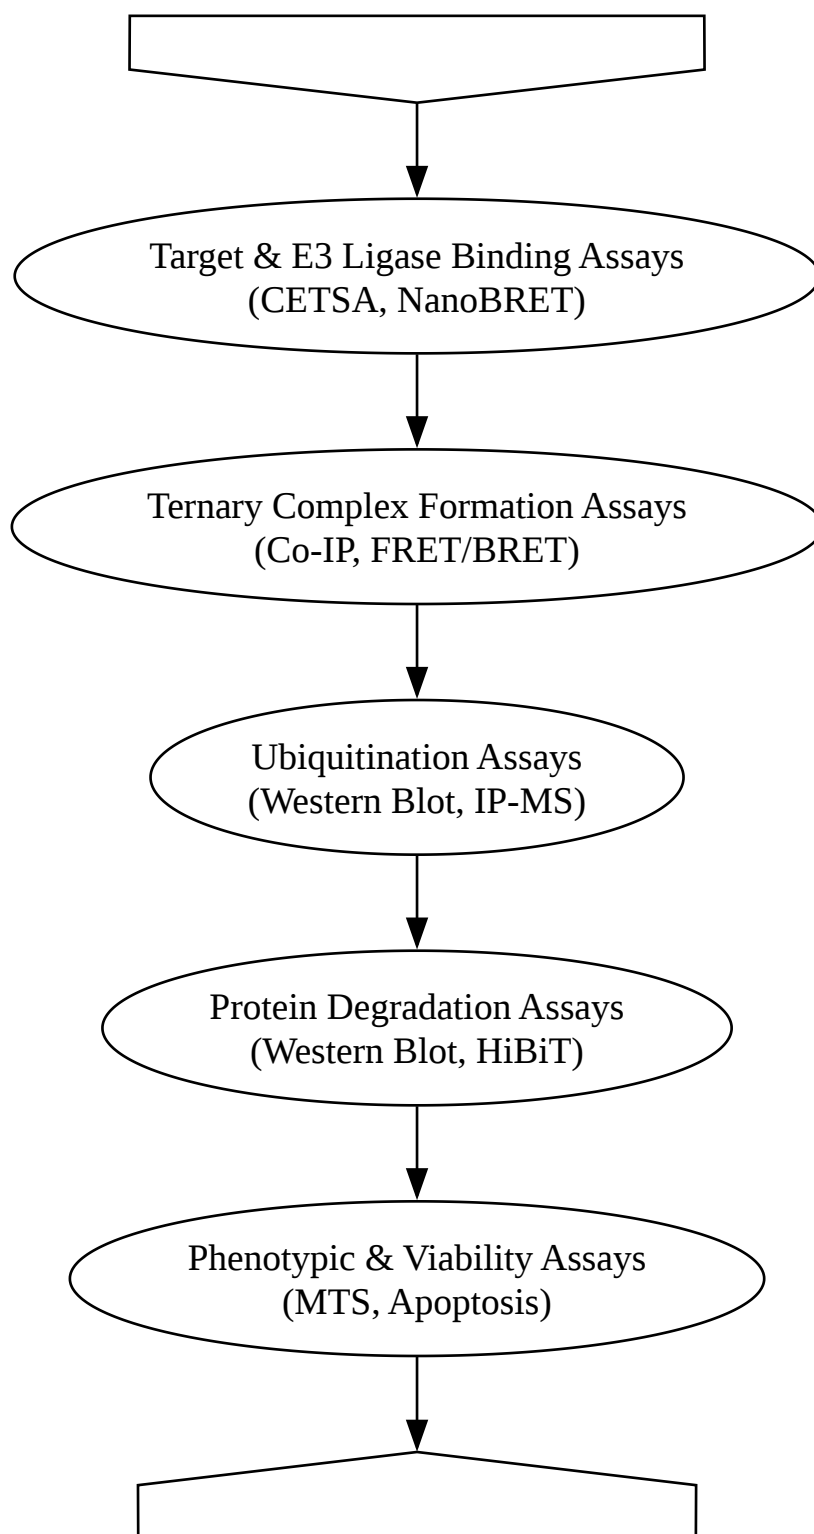 Target & E3 Ligase Binding Assays
(CETSA, NanoBRET)
Ternary Complex Formation Assays
(Co-IP, FRET/BRET)
Ubiquitination Assays
(Western Blot, IP-MS)
Protein Degradation Assays
(Western Blot, HiBiT)
Phenotypic & Viability Assays
(MTS, Apoptosis)